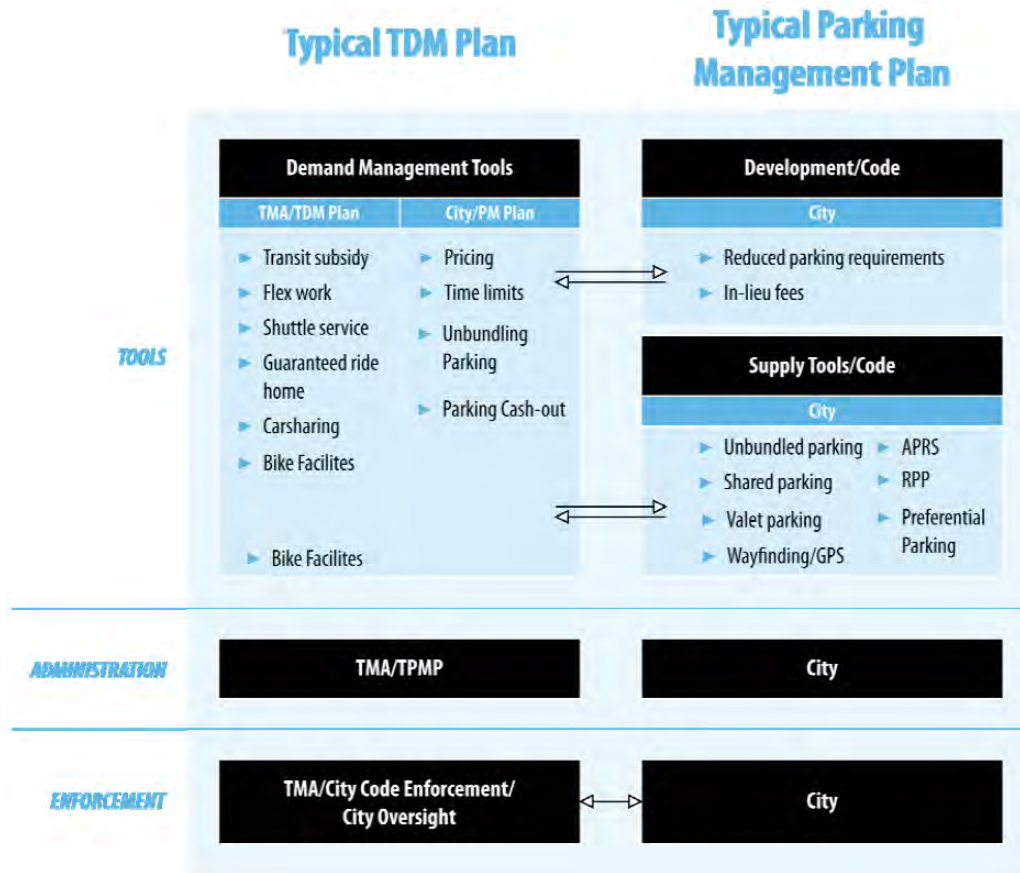 Typical TDM Plan
Typical Parking
Management Plan
TOOLS
Demand Management Tools
TMA/TDM Plan
City/PM Plan
Transit subsidy
Flex work
Shuttle service
Guaranteed ride
home
Carsharing
Bike Facilites
Bike Facilites
Pricing
Time limits
Unbundling
Parking
Parking Cash-out
Development/Code
City
Reduced parking requirements
In-lieu fees
Supply Tools/Code
City
Unbundled parking
Shared parking
Valet parking
Wayfinding/GPS
APRS
RPP
Preferential
Parking
ADMINISTRATION
TMA/TPMP
City
ENFORCEMENT
TMA/City Code Enforcement/
City Oversight
City